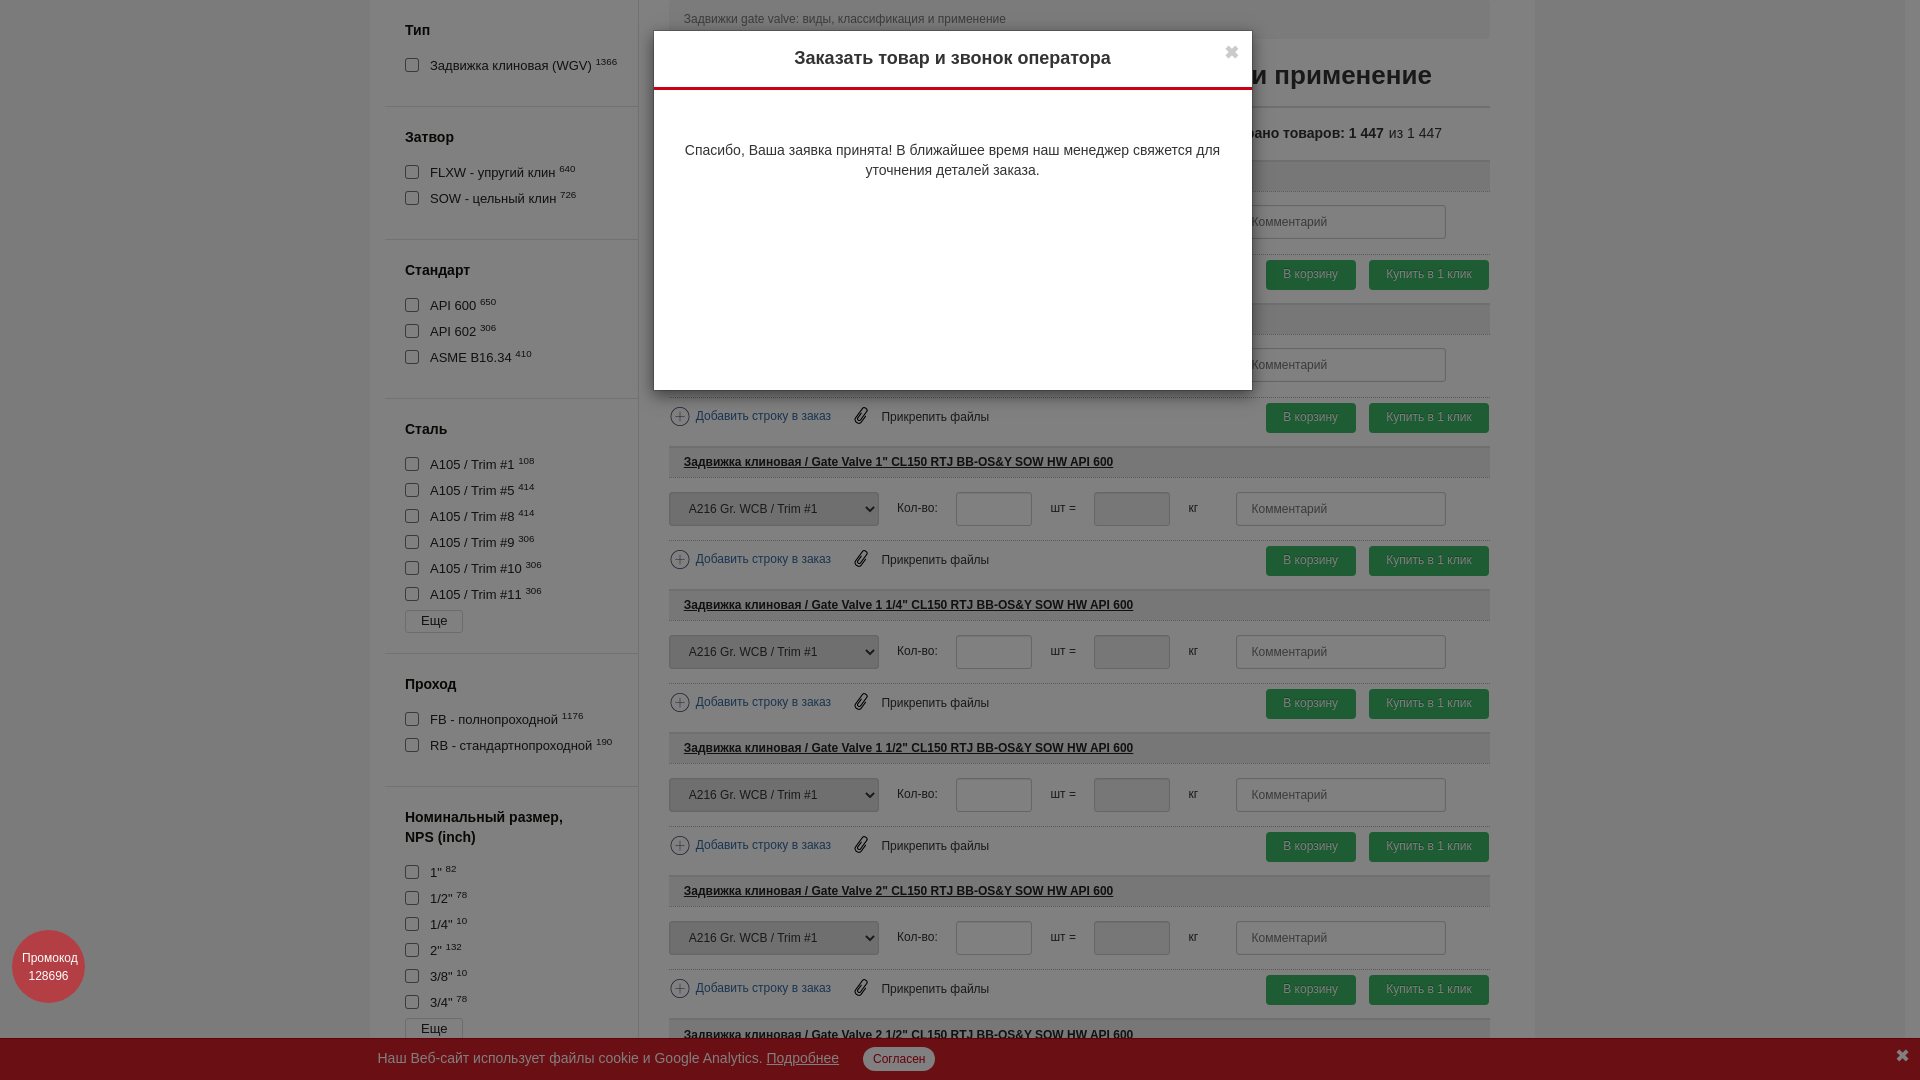 Задвижки gate valve: виды, классификация и применение
Тип
Задвижка клиновая (WGV) 1366
Затвор
FLXW - упругий клин 640
SOW - цельный клин 726
Стандарт
API 600 650
API 602 306
ASME B16.34 410
Сталь
A105 / Trim #1 108
A105 / Trim #5 414
A105 / Trim #8 414
A105 / Trim #9 306
A105 / Trim #10 306
A105 / Trim #11 306
Еще
Проход
FB - полнопроходной 1176
RB - стандартнопроходной 190
Номинальный размер,
NPS (inch)
1" 82
1/2" 78
1/4" 10
2" 132
3/8" 10
3/4" 78
Еще
Промокод
128696
Заказать товар и звонок оператора
✖
Спасибо, Ваша заявка принята! В ближайшее время наш менеджер свяжется для
уточнения деталей заказа.
и применение
товаров: 1 447 из 1 447
Комментарий
В корзину Купить в 1 клик
Комментарий
Добавить строку в заказ Прикрепить файлы В корзину Купить в 1 клик
Задвижка клиновая / Gate Valve 1" CL150 RTJ BB-OS&Y SOW HW API 600
A216 Gr. WCB / Trim #1 Кол-во: шт = кг Комментарий
Добавить строку в заказ Прикрепить файлы В корзину Купить в 1 клик
Задвижка клиновая / Gate Valve 1 1/4" CL150 RTJ BB-OS&Y SOW HW API 600
A216 Gr. WCB / Trim #1 Кол-во: шт = кг Комментарий
Добавить строку в заказ Прикрепить файлы В корзину Купить в 1 клик
Задвижка клиновая / Gate Valve 1 1/2" CL150 RTJ BB-OS&Y SOW HW API 600
A216 Gr. WCB / Trim #1 Кол-во: шт = кг Комментарий
Добавить строку в заказ Прикрепить файлы В корзину Купить в 1 клик
Задвижка клиновая / Gate Valve 2" CL150 RTJ BB-OS&Y SOW HW API 600
A216 Gr. WCB / Trim #1 Кол-во: шт = кг Комментарий
Добавить строку в заказ Прикрепить файлы В корзину Купить в 1 клик
Задвижка клиновая / Gate Valve 2 1/2" CL150 RTJ BB-OS&Y SOW HW API 600
Наш Веб-сайт использует файлы cookie и Google Analytics. Подробнее Согласен ✖